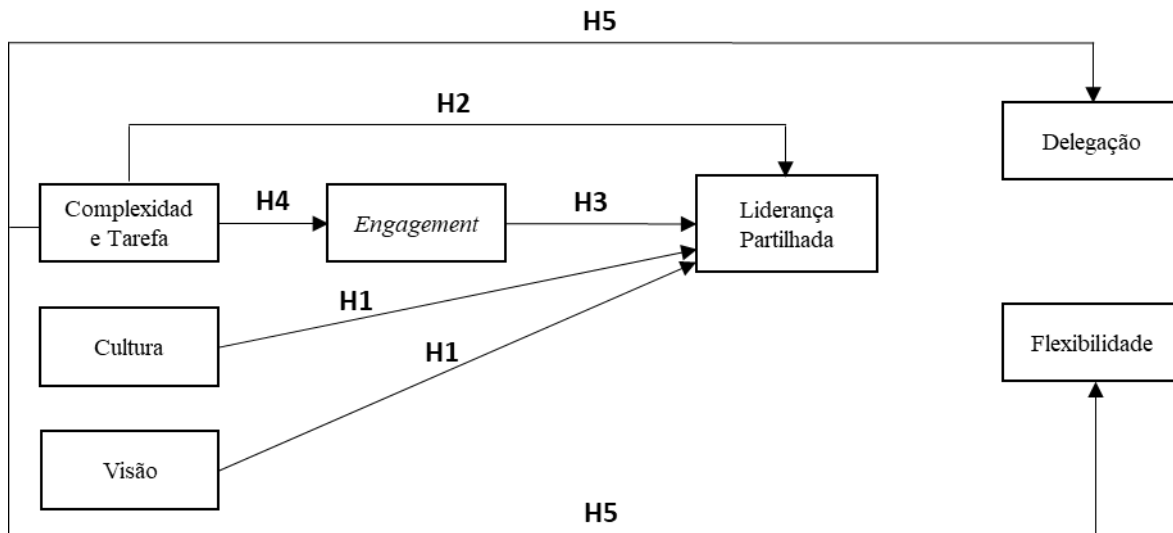 H5
H2
Delegação
Complexidad
e Tarefa
H4
Engagement
H3
Liderança
Partilhada
H1
Cultura
H1
Flexibilidade
Visão
H5